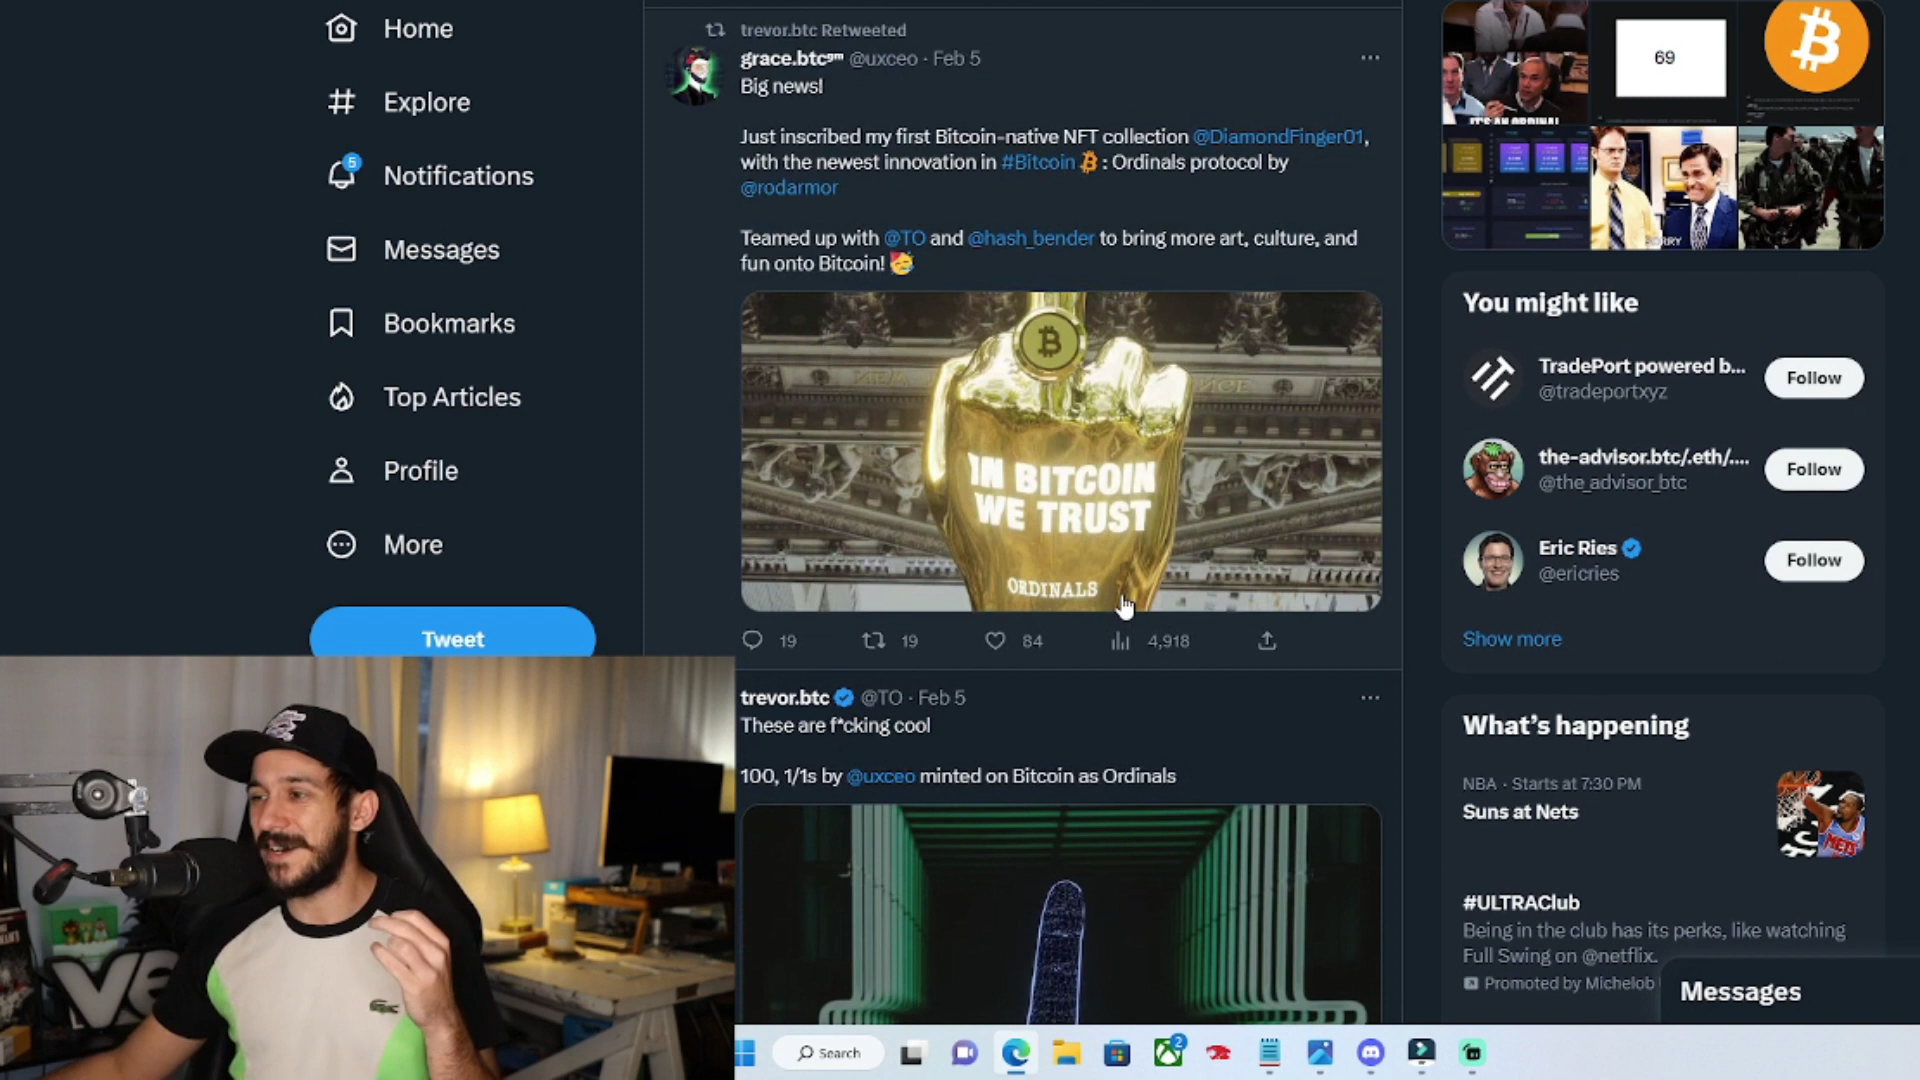 Home
Explore
5
Notifications
Messages
Bookmarks
Top Articles
Profile
More
Tweet
trevor.btc Retweeted
grace.btcᵍᵐ @uxceo · Feb 5
Big news!
Just inscribed my first Bitcoin-native NFT collection @DiamondFinger01,
with the newest innovation in #Bitcoin : Ordinals protocol by
@rodarmor
Teamed up with @TO and @hash_bender to bring more art, culture, and
fun onto Bitcoin! 🥳
IN BITCOIN
WE TRUST
ORDINALS
19 19 84 4,918
trevor.btc @TO · Feb 5
These are f*cking cool
100, 1/1s by @uxceo minted on Bitcoin as Ordinals
69
You might like
TradePort powered b...
@tradeportxyz
Follow
the-advisor.btc/.eth/....
@the_advisor_btc
Follow
Eric Ries
@ericries
Follow
Show more
What's happening
NBA · Starts at 7:30 PM
Suns at Nets
#ULTRAClub
Being in the club has its perks, like watching
Full Swing on @netflix.
Promoted by Michelob
Messages
Search
2